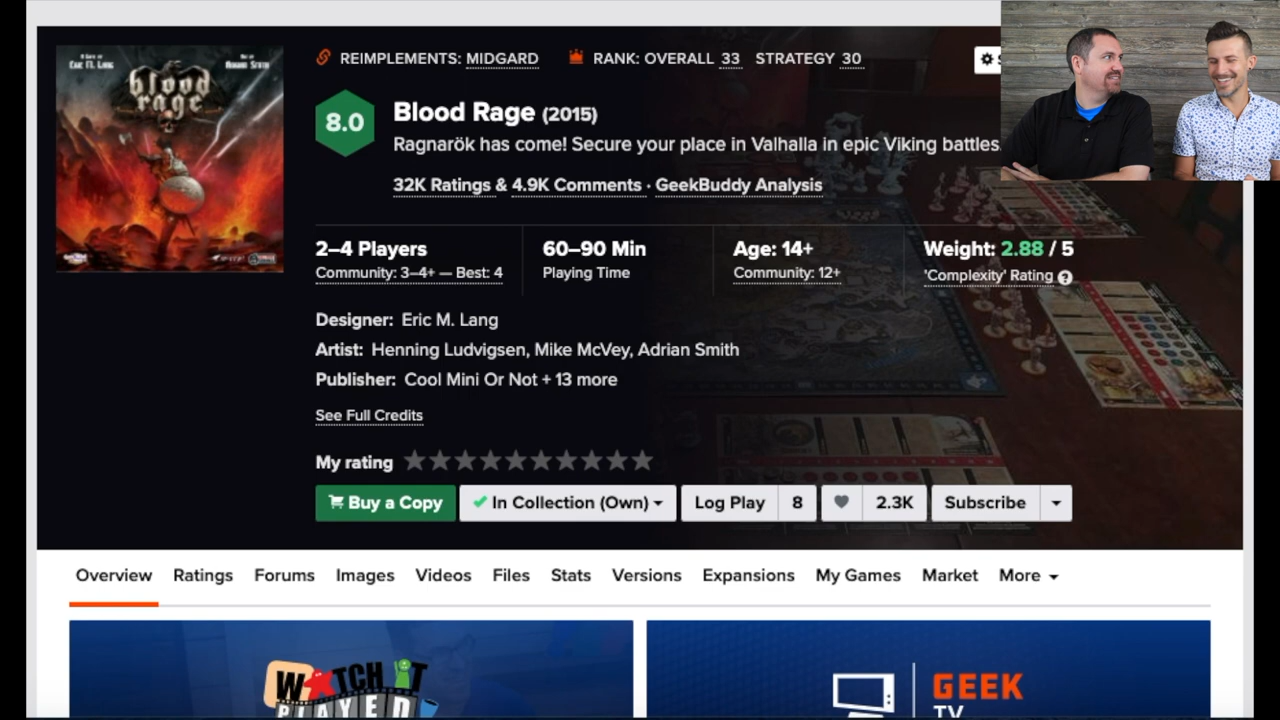 REIMPLEMENTS: MIDGARD RANK: OVERALL 33 STRATEGY 30
blood
rage
8.0
Blood Rage (2015)
Ragnarök has come! Secure your place in Valhalla in epic Viking battles.
32K Ratings & 4.9K Comments · GeekBuddy Analysis
2–4 Players 60–90 Min Age: 14+ Weight: 2.88 / 5
Community: 3–4+ — Best: 4 Playing Time Community: 12+ 'Complexity' Rating ?
Designer: Eric M. Lang
Artist: Henning Ludvigsen, Mike McVey, Adrian Smith
Publisher: Cool Mini Or Not + 13 more
See Full Credits
My rating
Buy a Copy In Collection (Own) Log Play 8 2.3K Subscribe
Overview Ratings Forums Images Videos Files Stats Versions Expansions My Games Market More
WATCH IT
PLAYED
GEEK
TV